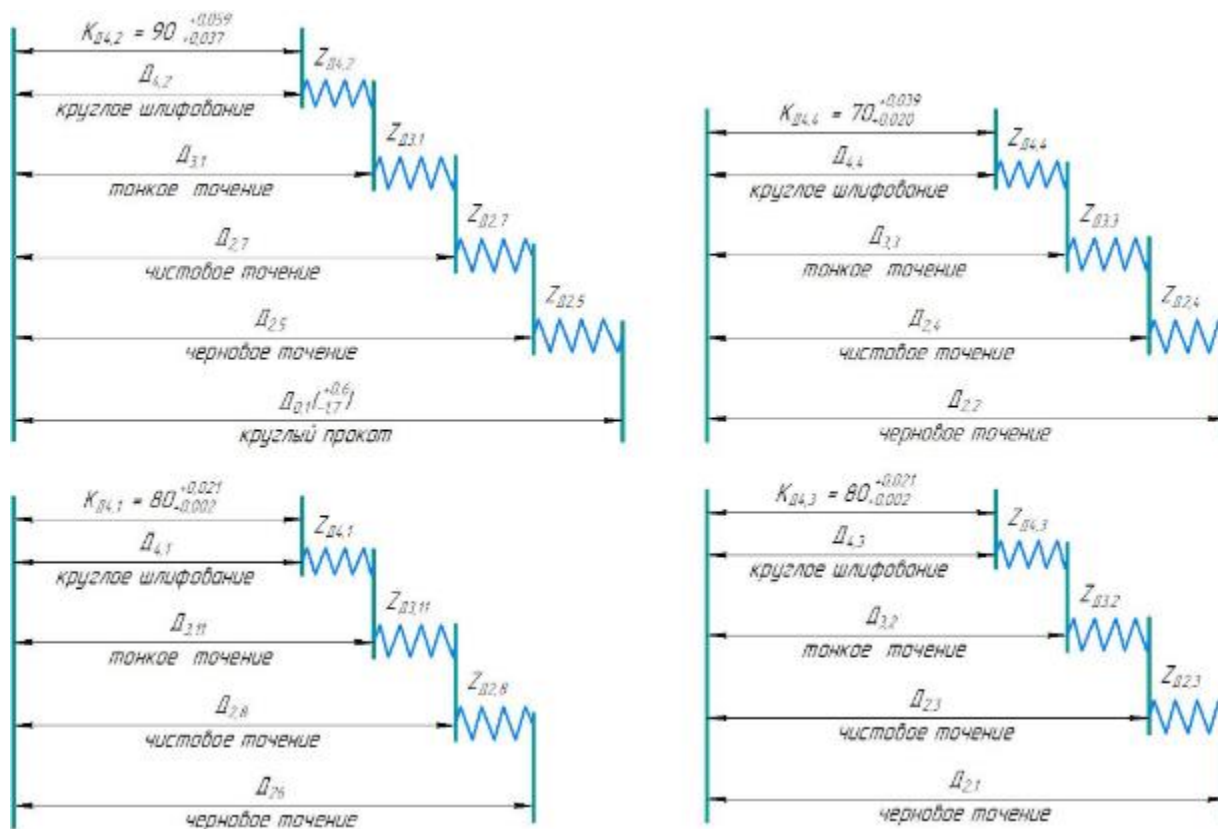 K_Д4,2 = 90 +0,059 +0,037
Z_Д4,2
Д_4,2
круглое шлифование
Z_Д3,1
Д_3,1
тонкое точение
Z_Д2,7
Д_2,7
чистовое точение
Z_Д2,5
Д_2,5
черновое точение
Д_0,1(+0,6 -1,7)
круглый прокат
K_Д4,4 = 70 +0,039 +0,020
Z_Д4,4
Д_4,4
круглое шлифование
Z_Д3,3
Д_3,3
тонкое точение
Z_Д2,4
Д_2,4
чистовое точение
Д_2,2
черновое точение
K_Д4,1 = 80 +0,021 +0,002
Z_Д4,1
Д_4,1
круглое шлифование
Z_Д3,11
Д_3,11
тонкое точение
Z_Д2,8
Д_2,8
чистовое точение
Д_2,6
черновое точение
K_Д4,3 = 80 +0,021 +0,002
Z_Д4,3
Д_4,3
круглое шлифование
Z_Д3,2
Д_3,2
тонкое точение
Z_Д2,3
Д_2,3
чистовое точение
Д_2,1
черновое точение